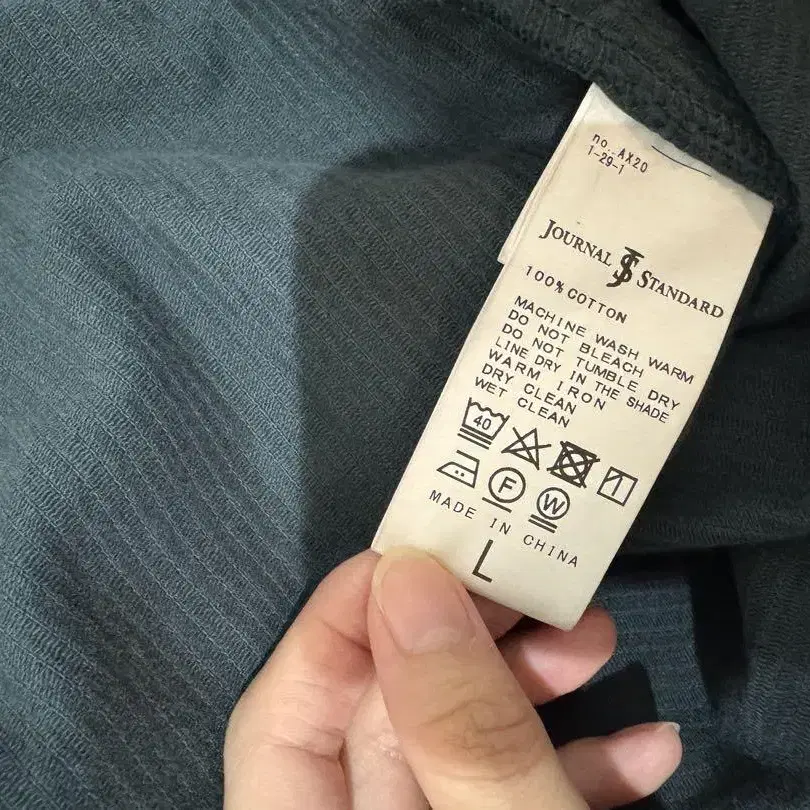 no.:AX20
1-29-1
JOURNAL JS STANDARD
100% COTTON
MACHINE WASH WARM
DO NOT BLEACH
DO NOT TUMBLE DRY
LINE DRY IN THE SHADE
WARM IRON
DRY CLEAN
WET CLEAN
40
F W
MADE IN CHINA
L